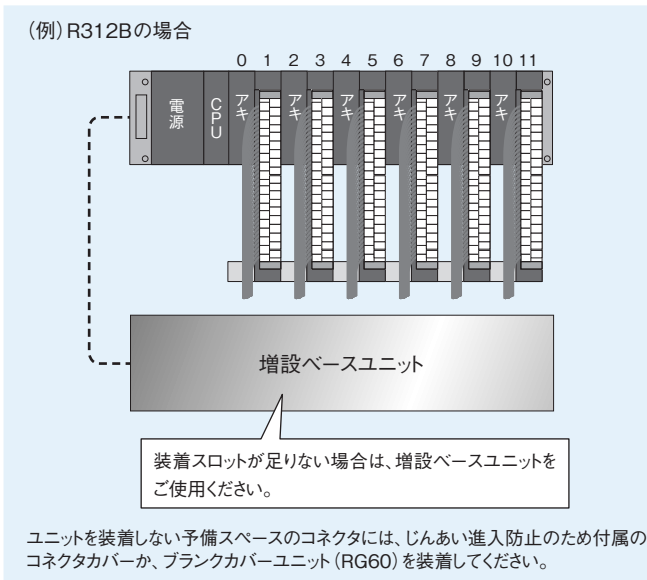 (例)R312Bの場合
0 1 2 3 4 5 6 7 8 9 10 11
電源
CPU
アキ
アキ
アキ
アキ
アキ
アキ
増設ベースユニット
装着スロットが足りない場合は、増設ベースユニットを
ご使用ください。
ユニットを装着しない予備スペースのコネクタには、じんあい進入防止のため付属の
コネクタカバーか、ブランクカバーユニット(RG60)を装着してください。